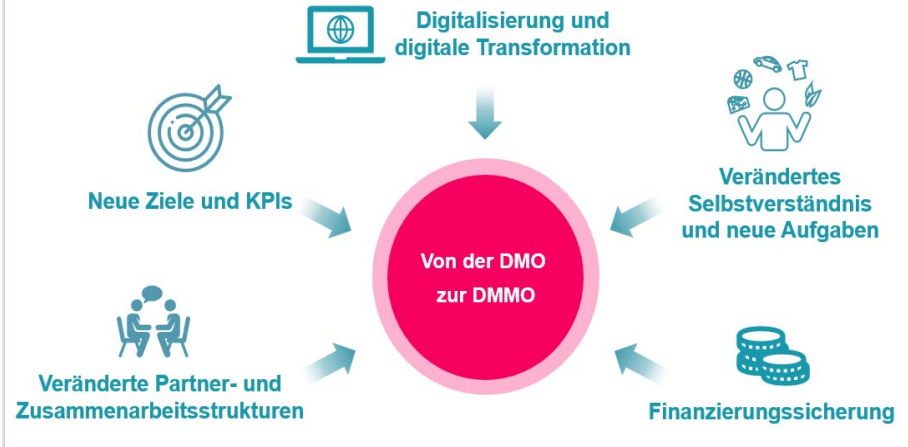 Digitalisierung und
digitale Transformation
Neue Ziele und KPIs
Verändertes
Selbstverständnis
und neue Aufgaben
Von der DMO
zur DMMO
Veränderte Partner- und
Zusammenarbeitsstrukturen
Finanzierungssicherung